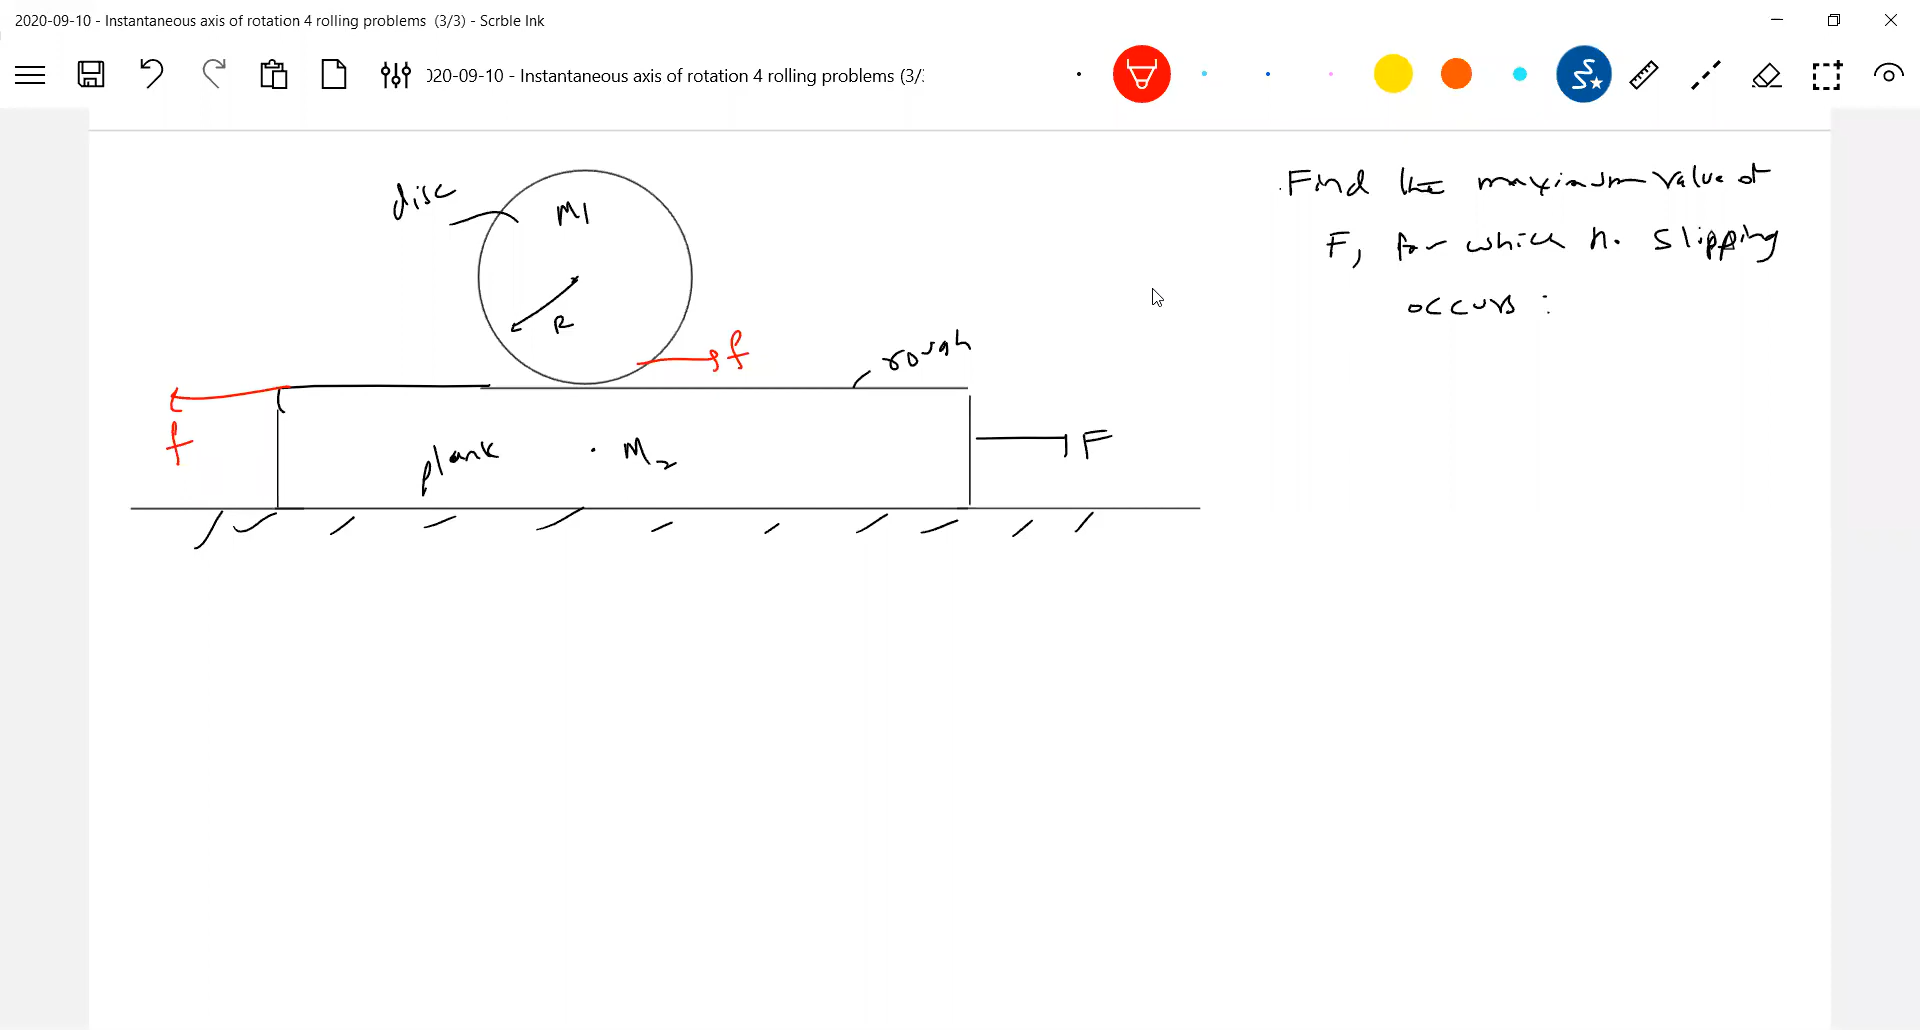 2020-09-10 - Instantaneous axis of rotation 4 rolling problems (3/3) - Scrble Ink
020-09-10 - Instantaneous axis of rotation 4 rolling problems (3/
disc
M1
R
f
rough
f
plank
M2
F
Find the maximum value of
F, for which no slipping
occurs :